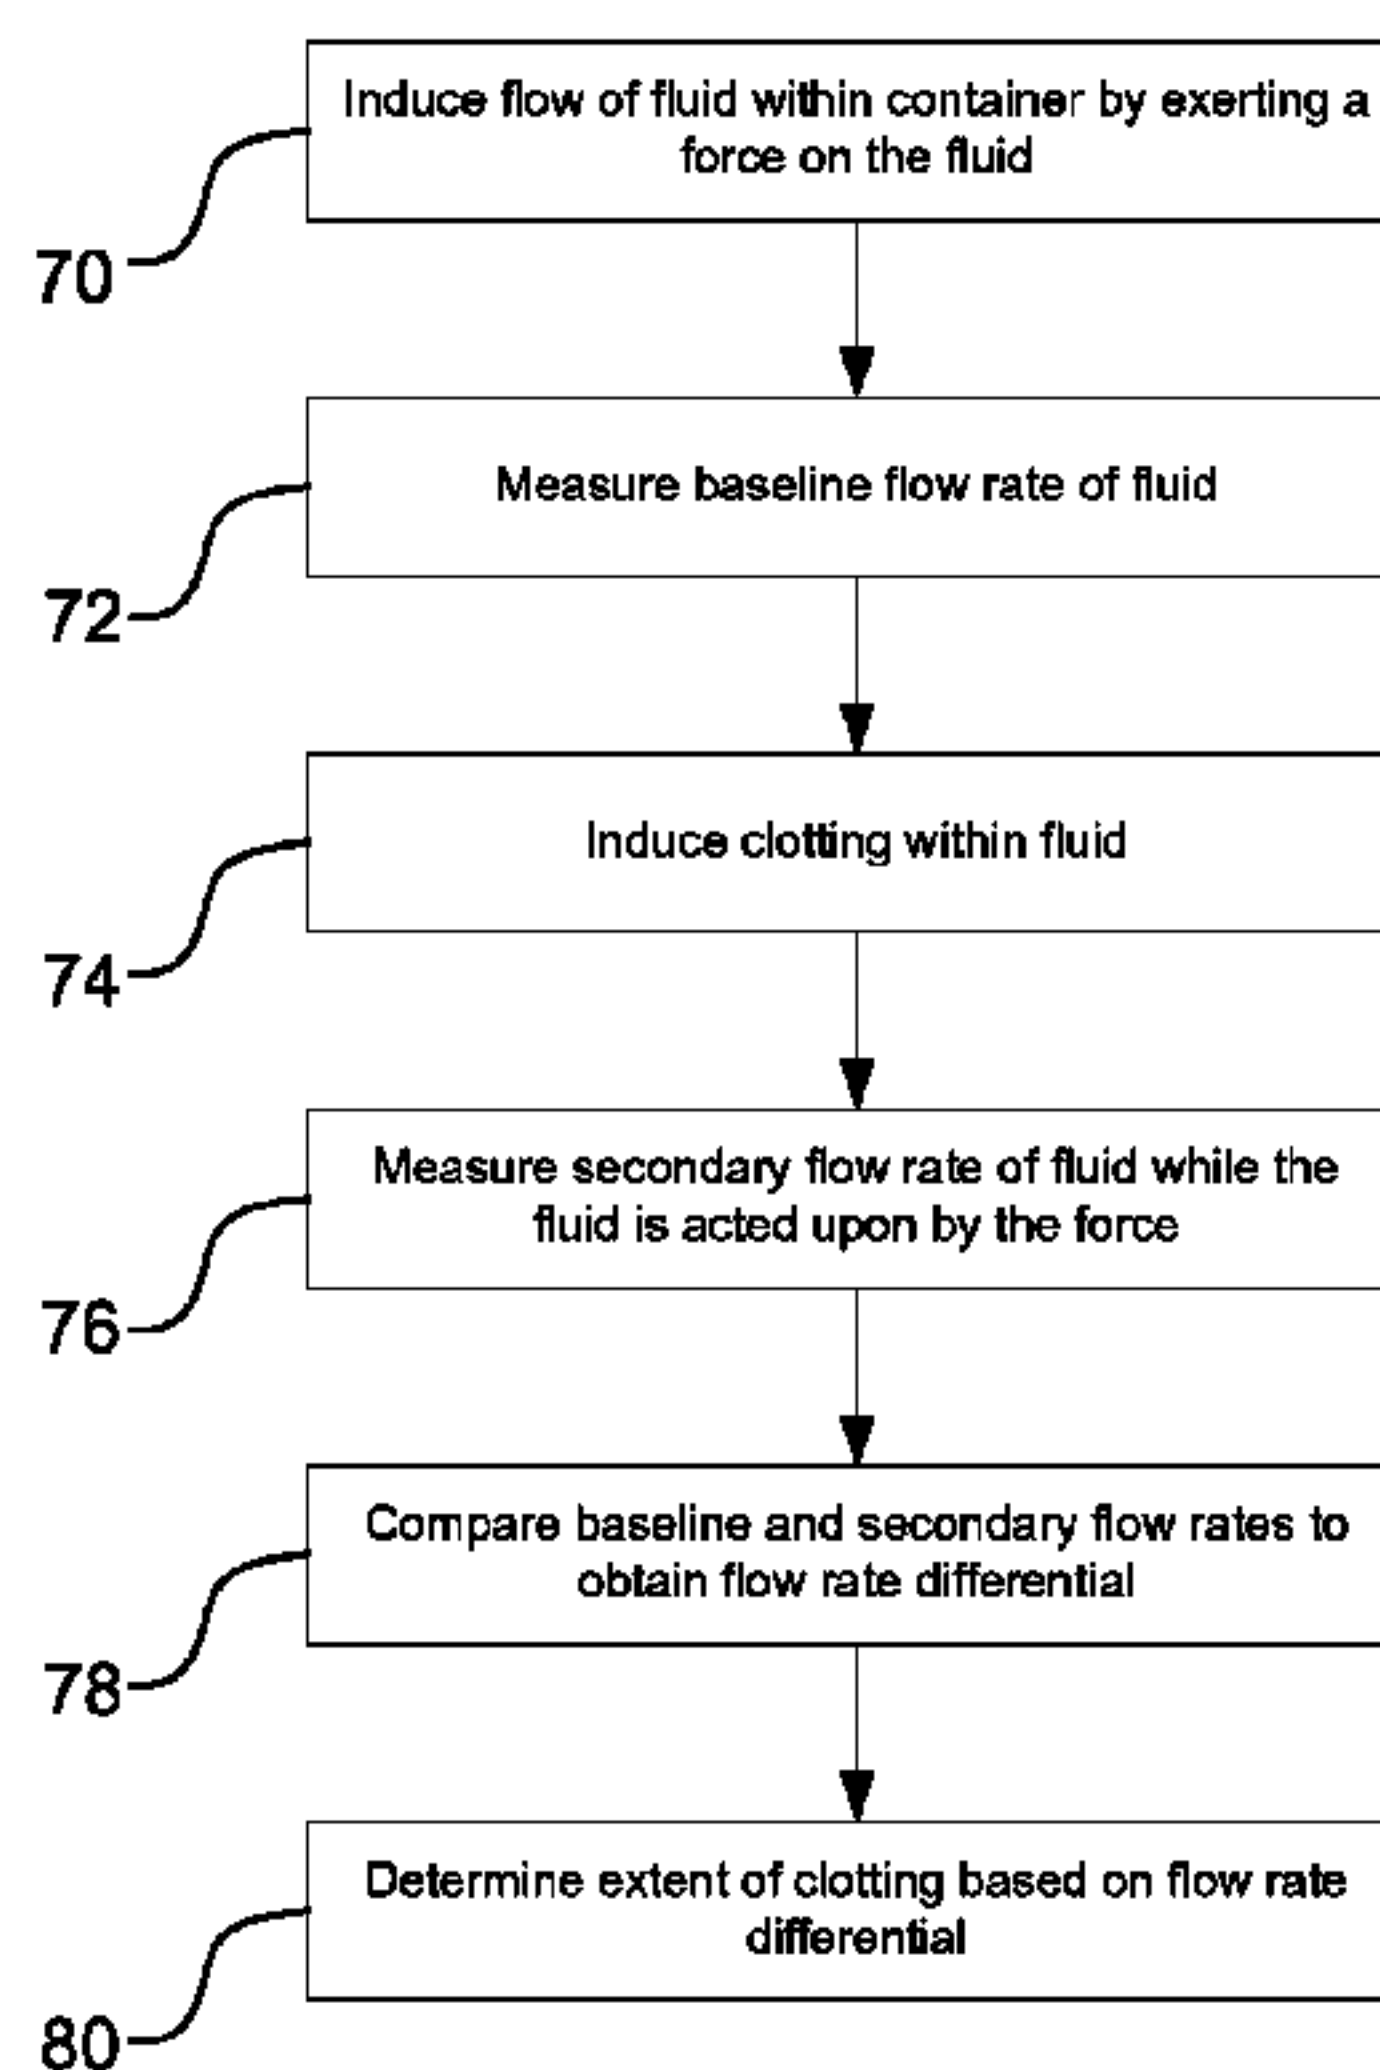 Induce flow of fluid within container by exerting a
force on the fluid
70
Measure baseline flow rate of fluid
72
Induce clotting within fluid
74
Measure secondary flow rate of fluid while the
fluid is acted upon by the force
76
Compare baseline and secondary flow rates to
obtain flow rate differential
78
Determine extent of clotting based on flow rate
differential
80